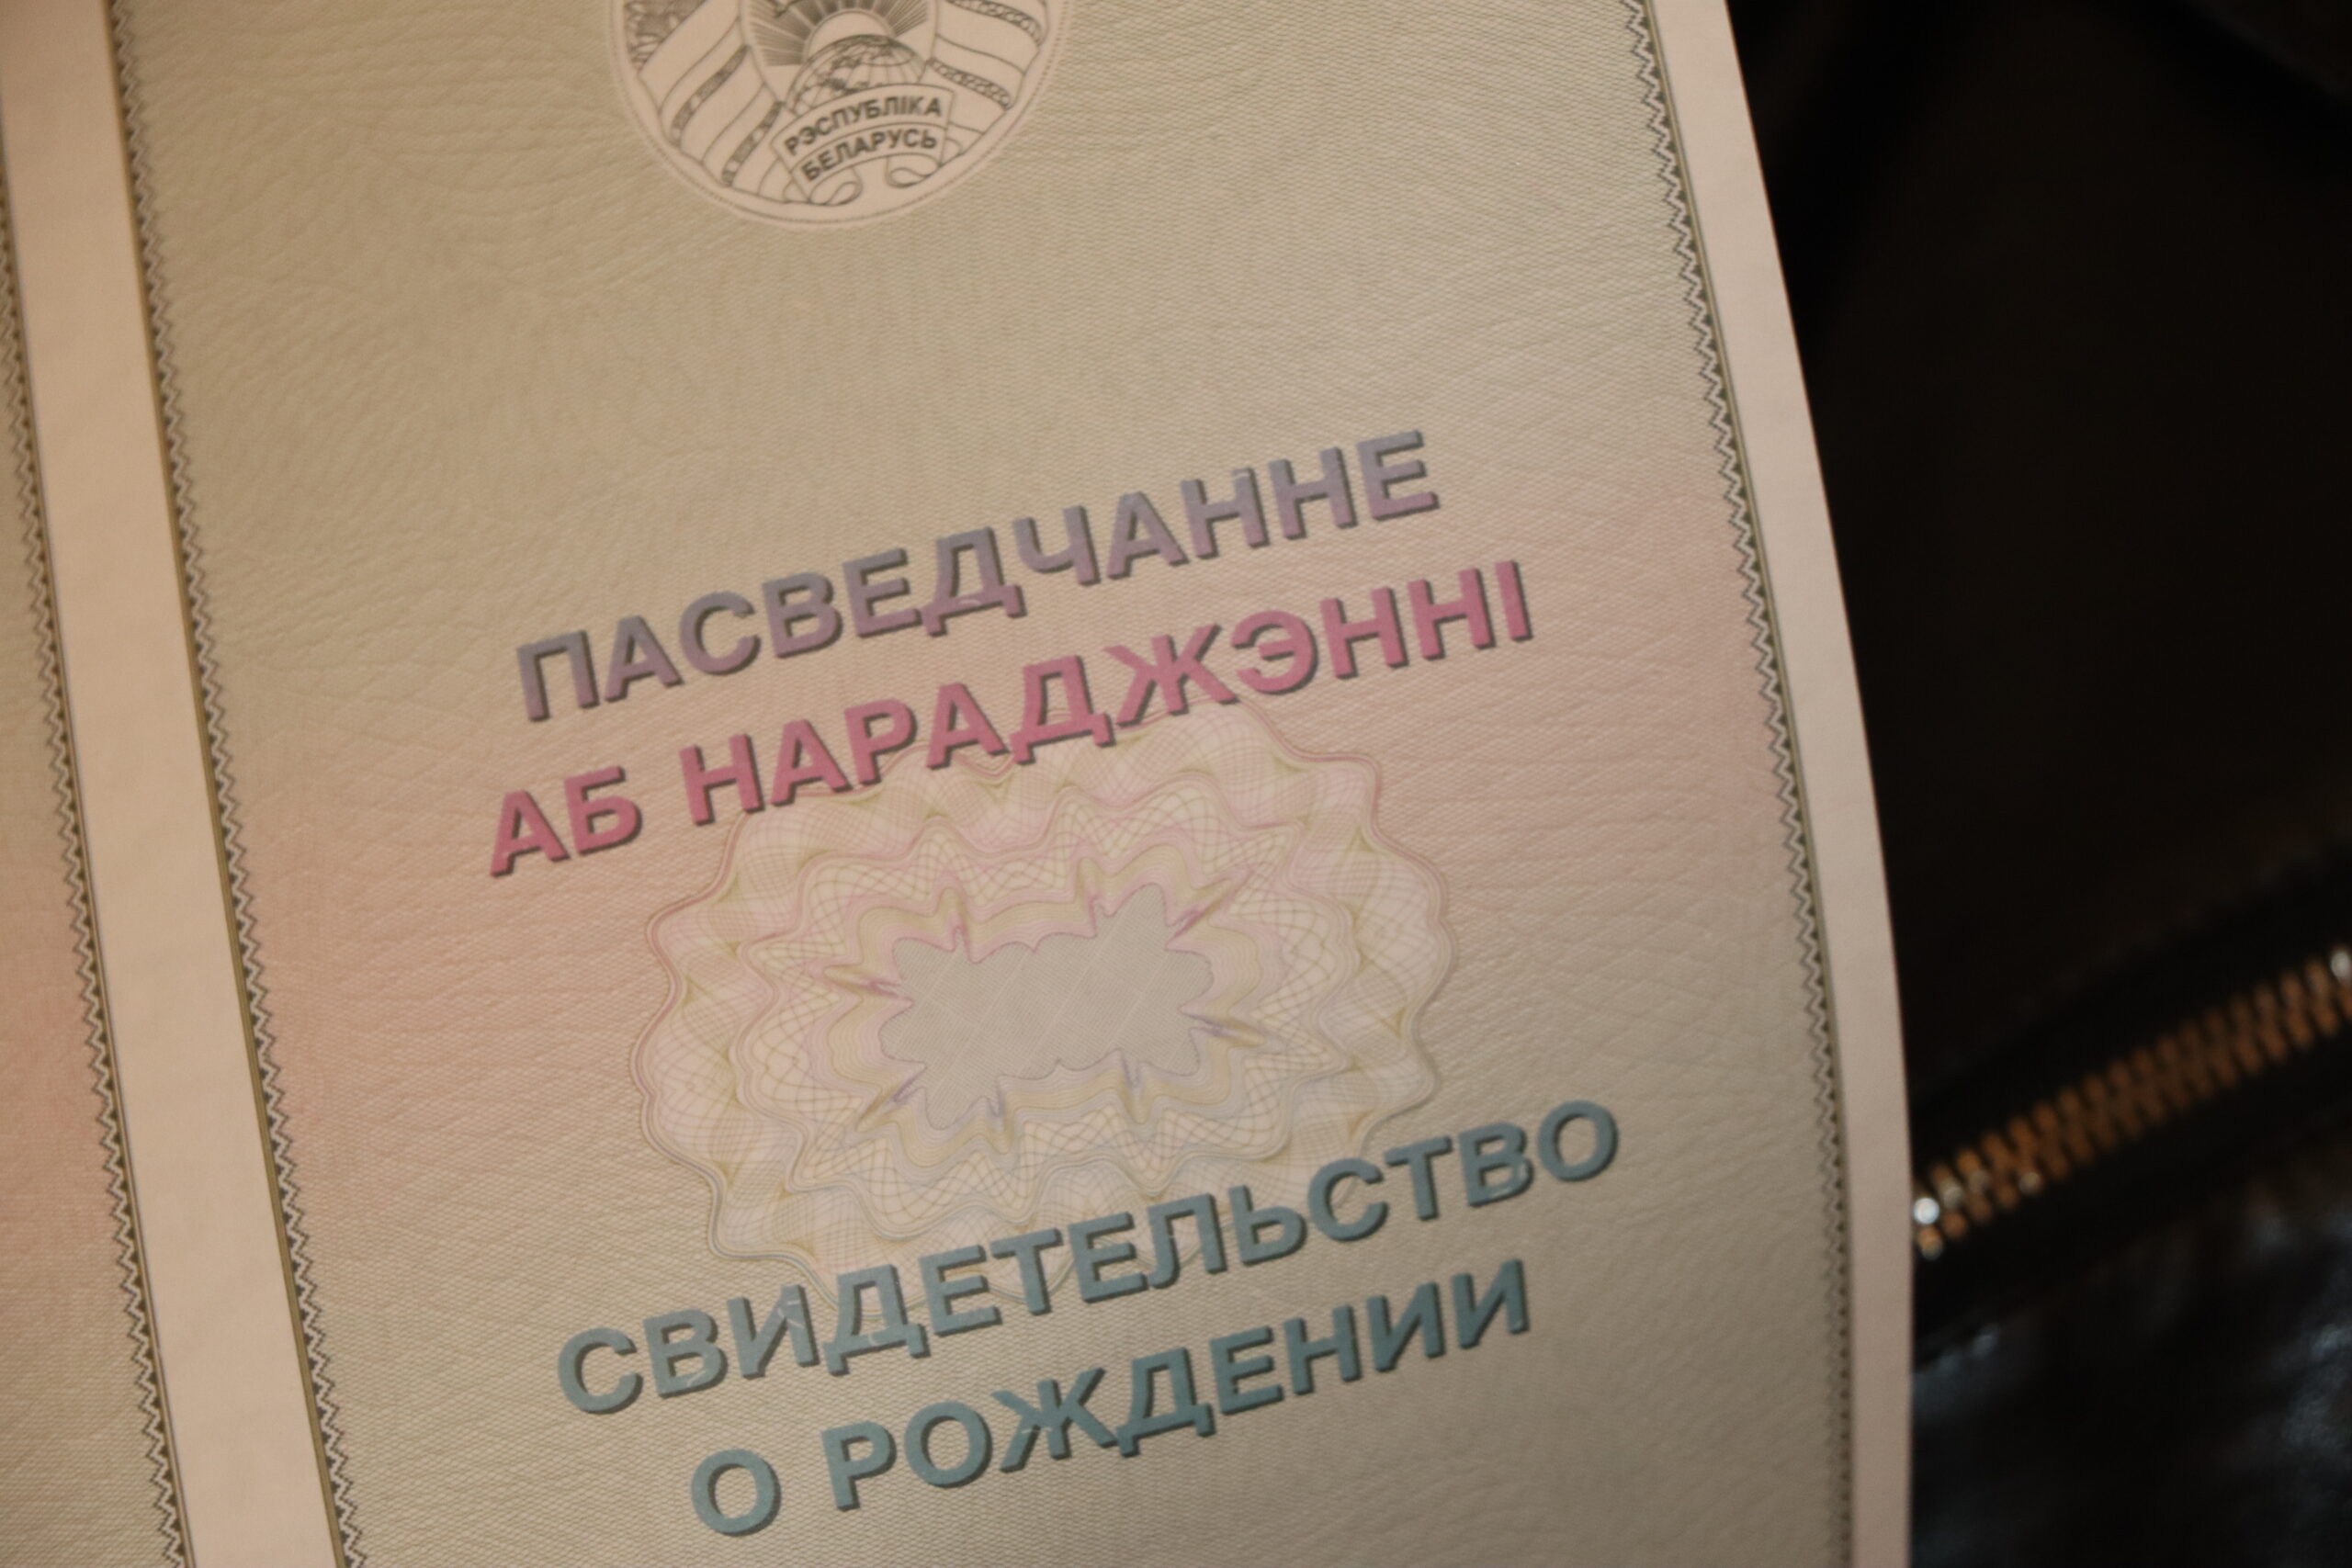 РЭСПУБЛІКА
БЕЛАРУСЬ
ПАСВЕДЧАННЕ
АБ НАРАДЖЭННІ
СВИДЕТЕЛЬСТВО
О РОЖДЕНИИ